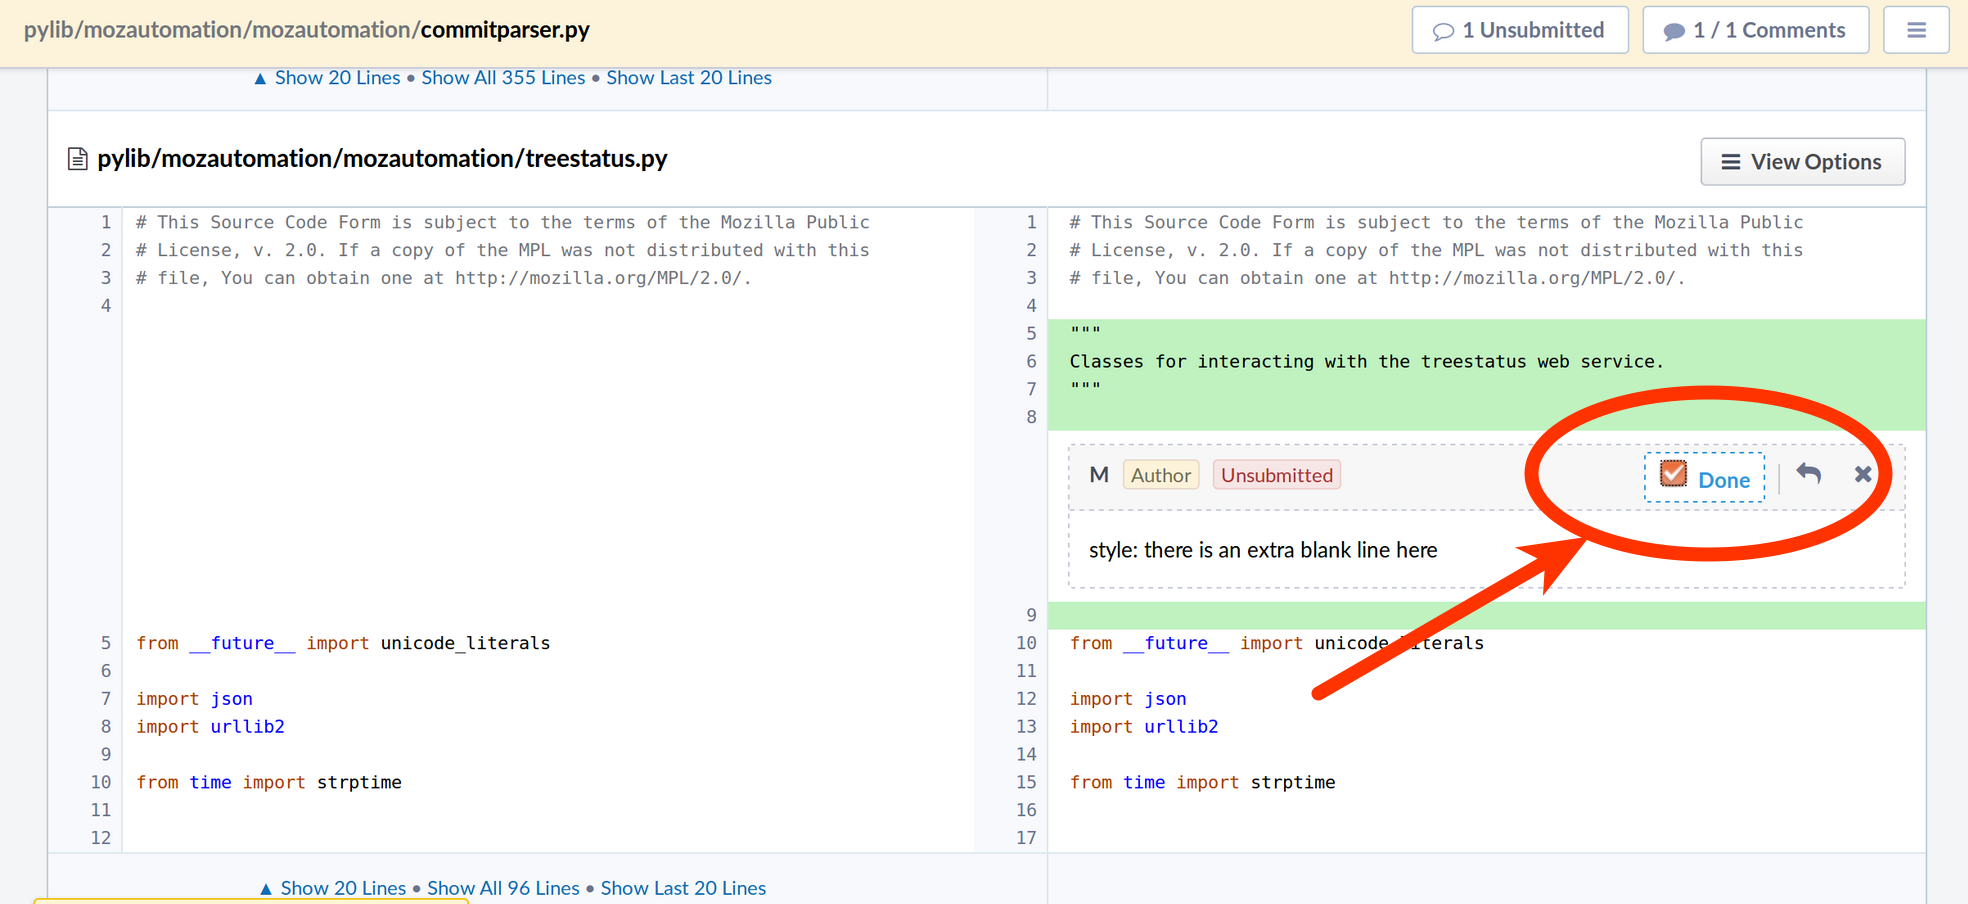 pylib/mozautomation/mozautomation/commitparser.py
1 Unsubmitted
1 / 1 Comments
▲ Show 20 Lines • Show All 355 Lines • Show Last 20 Lines
pylib/mozautomation/mozautomation/treestatus.py
View Options
1 # This Source Code Form is subject to the terms of the Mozilla Public
2 # License, v. 2.0. If a copy of the MPL was not distributed with this
3 # file, You can obtain one at http://mozilla.org/MPL/2.0/.
4
5 from __future__ import unicode_literals
6
7 import json
8 import urllib2
9
10 from time import strptime
11
12
1 # This Source Code Form is subject to the terms of the Mozilla Public
2 # License, v. 2.0. If a copy of the MPL was not distributed with this
3 # file, You can obtain one at http://mozilla.org/MPL/2.0/.
4
5 """
6 Classes for interacting with the treestatus web service.
7 """
8
M Author Unsubmitted Done
style: there is an extra blank line here
9
10 from __future__ import unicode_literals
11
12 import json
13 import urllib2
14
15 from time import strptime
16
17
▲ Show 20 Lines • Show All 96 Lines • Show Last 20 Lines